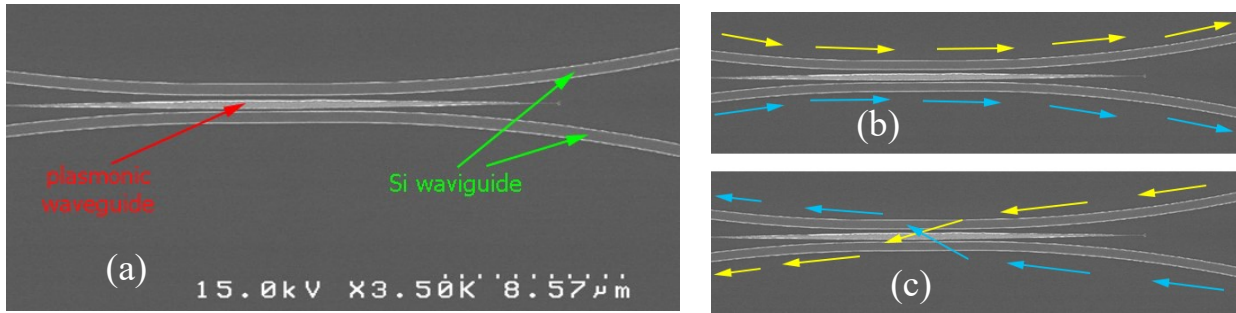 plasmonic
waveguide
Si waviguide
(a)
15.0kV X3.50K 8.57µm
(b)
(c)